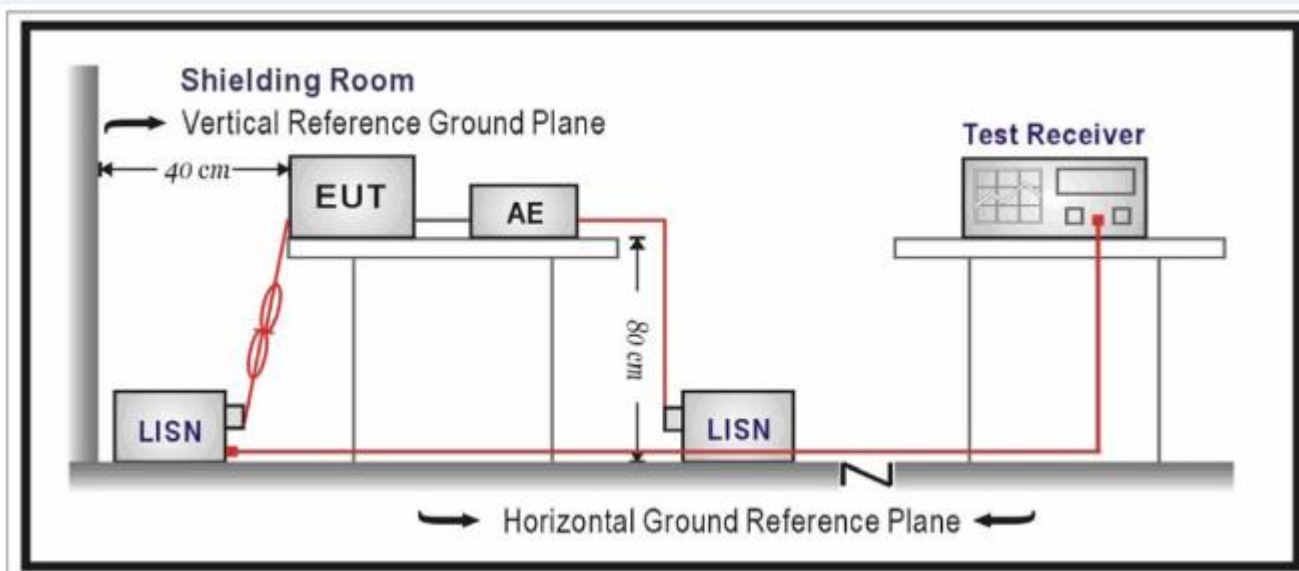 Shielding Room
Vertical Reference Ground Plane
Test Receiver
40 cm
EUT
AE
80 cm
LISN
LISN
Horizontal Ground Reference Plane